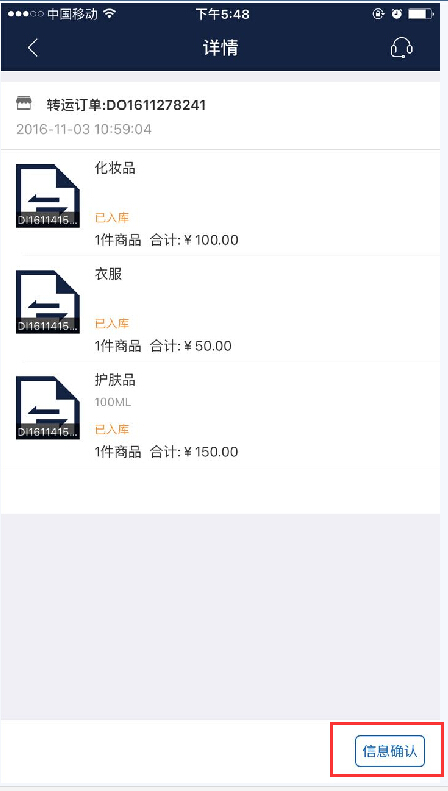 中国移动 下午5:48
详情
转运订单:DO1611278241
2016-11-03 10:59:04
化妆品
DI1611415...
已入库
1件商品 合计:￥100.00
衣服
DI1611415...
已入库
1件商品 合计:￥50.00
护肤品
100ML
DI1611415...
已入库
1件商品 合计:￥150.00
信息确认